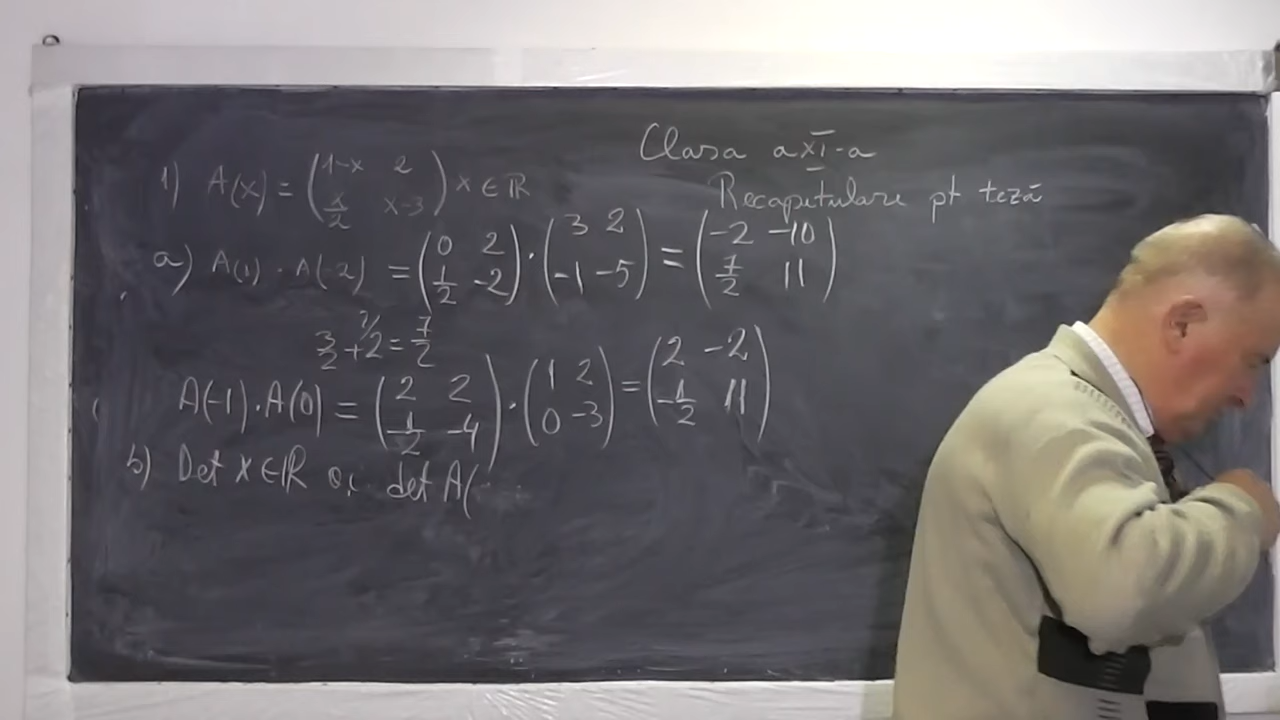 Clasa a XI-a
Recapitulare pt teză
1) A(x) = (1-x 2
x/2 x-3) x ∈ ℝ
a) A(1) · A(-2) = (0 2
1/2 -2) · (3 2
-1 -5) = (-2 -10
7/2 11)
3/2 + 2/2 = 7/2
A(-1) · A(0) = (2 2
1/2 -4) · (1 2
0 -3) = (2 -2
-1/2 11)
b) Det x ∈ ℝ a.î. det A(